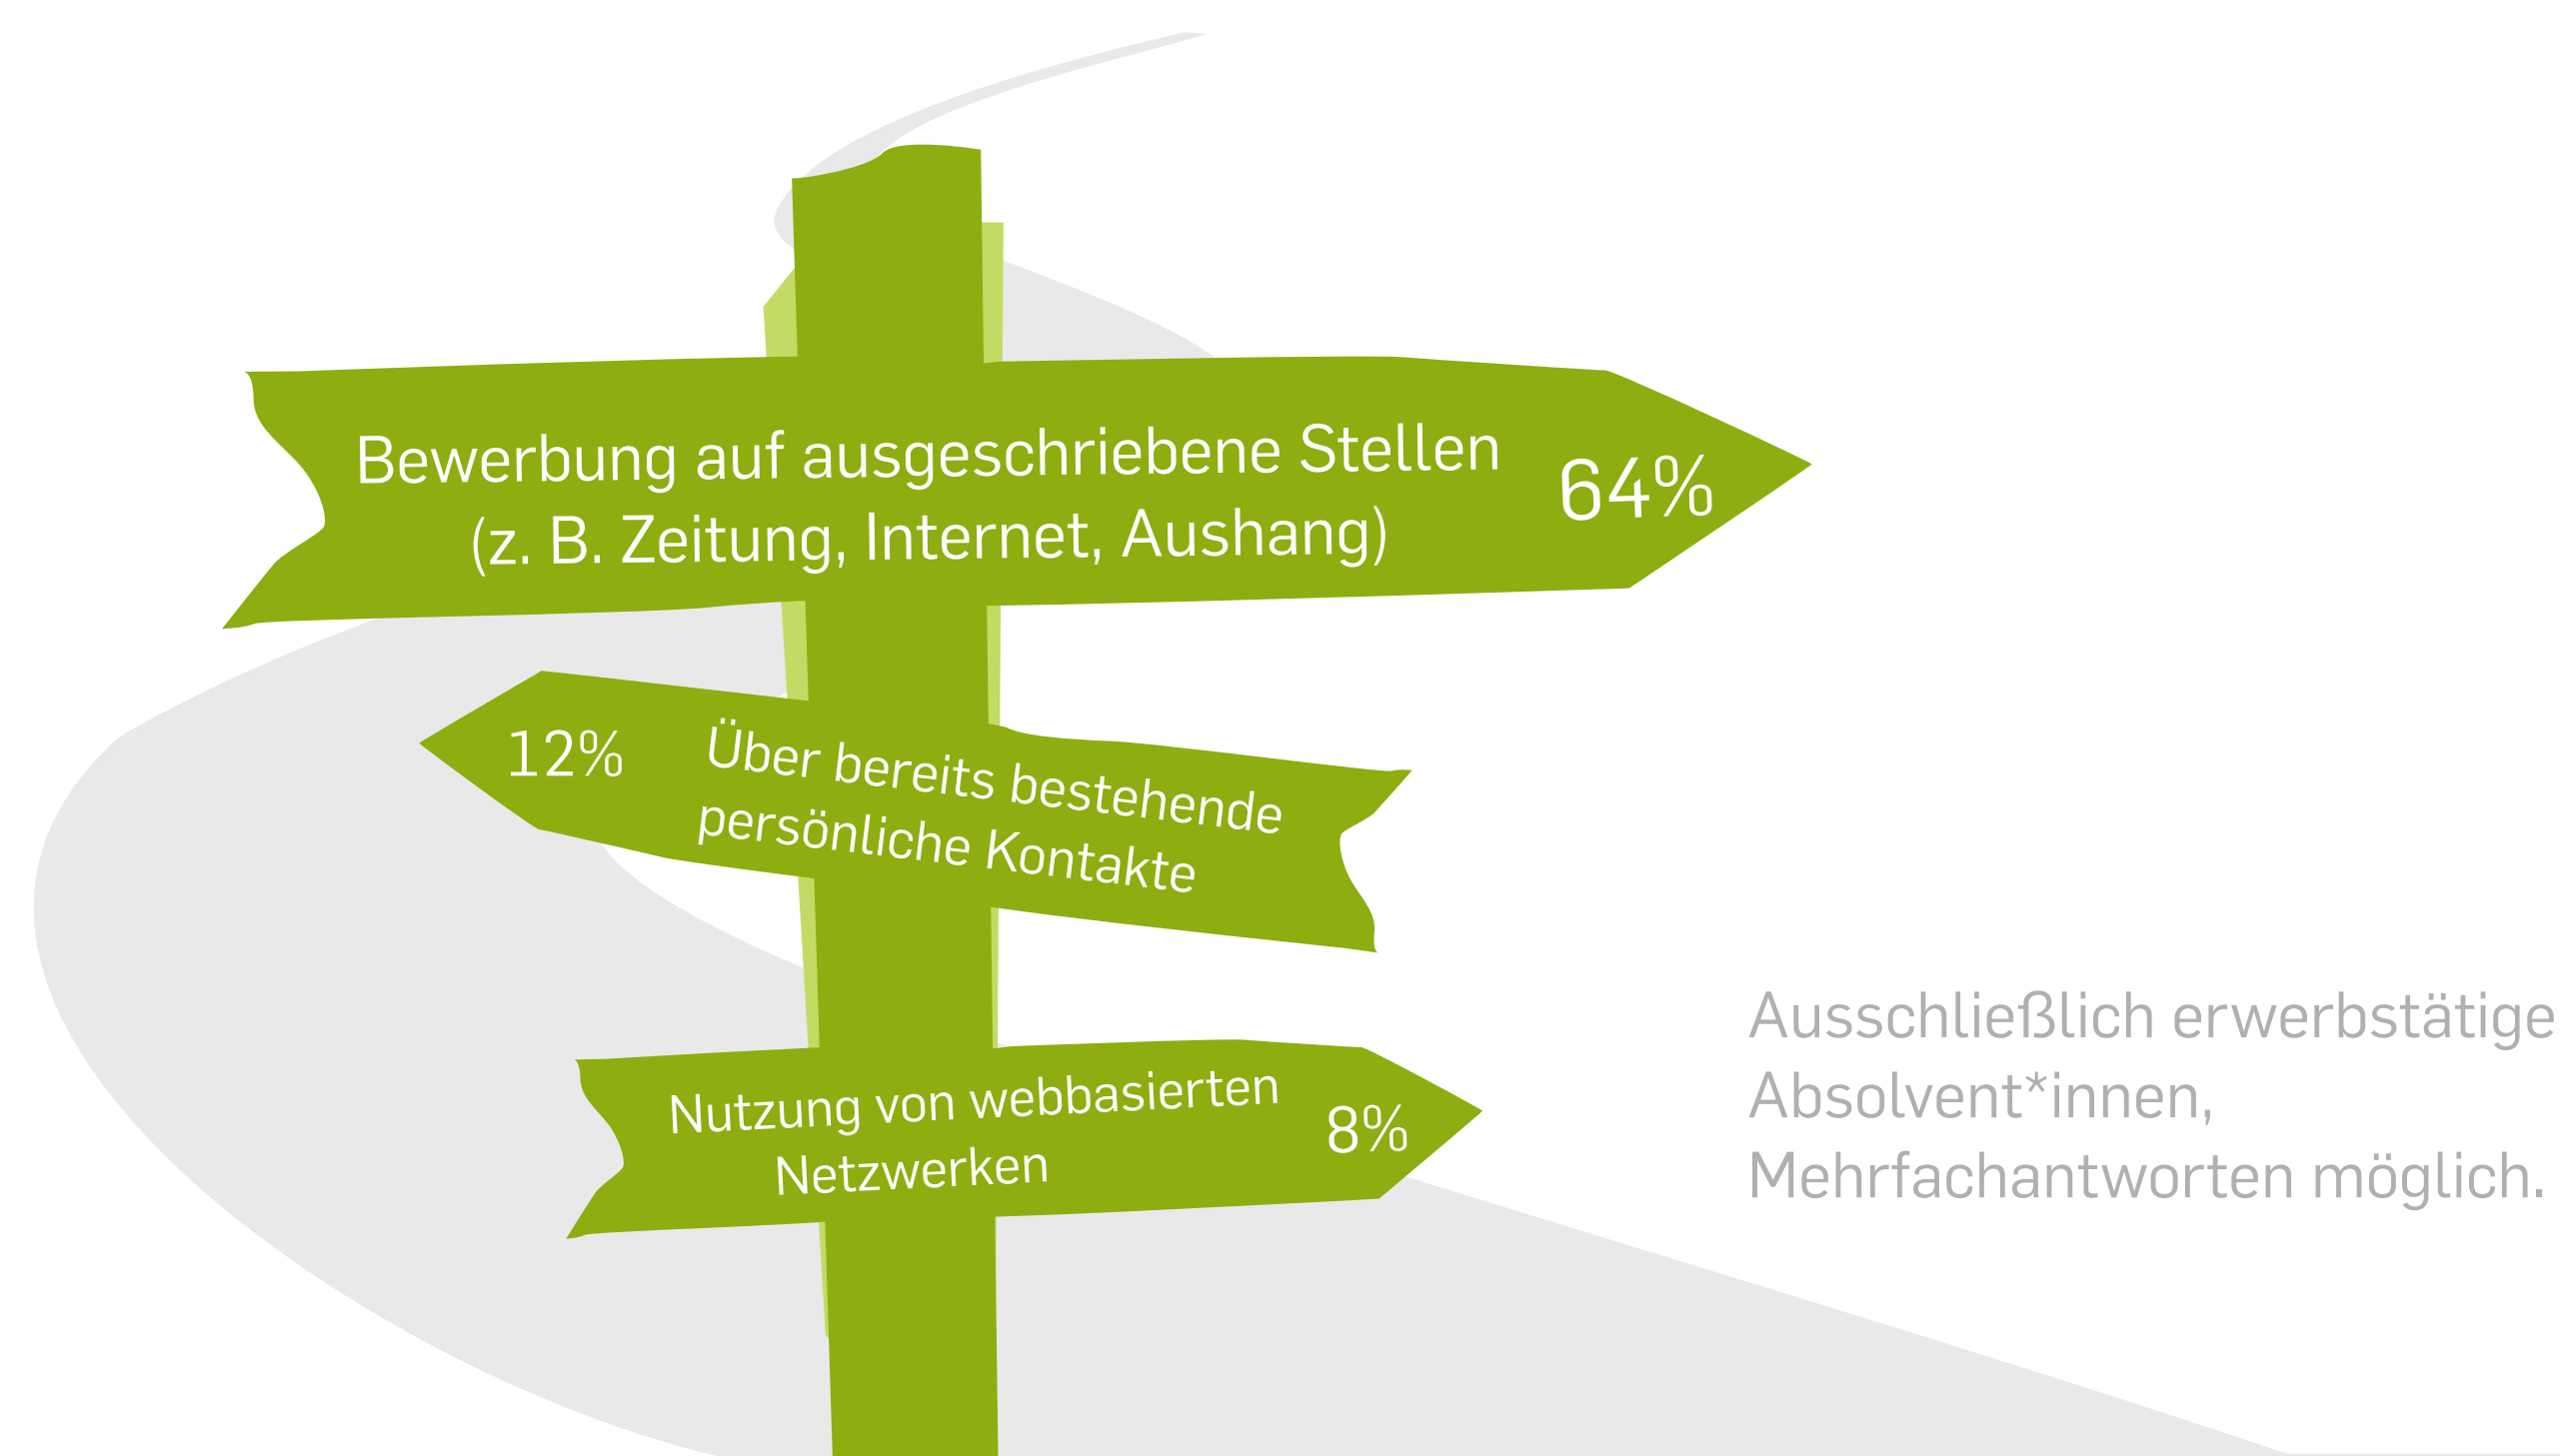 Bewerbung auf ausgeschriebene Stellen
(z. B. Zeitung, Internet, Aushang)
64%
12%
Über bereits bestehende
persönliche Kontakte
Nutzung von webbasierten
Netzwerken
8%
Ausschließlich erwerbstätige
Absolvent*innen,
Mehrfachantworten möglich.